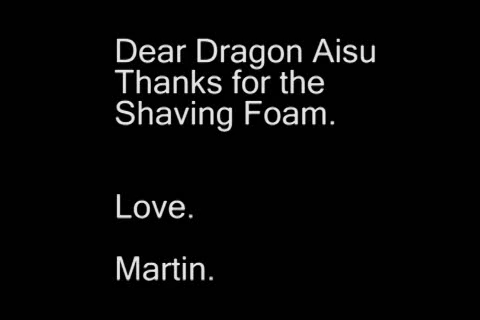 Dear Dragon Aisu
Thanks for the
Shaving Foam.
Love.
Martin.